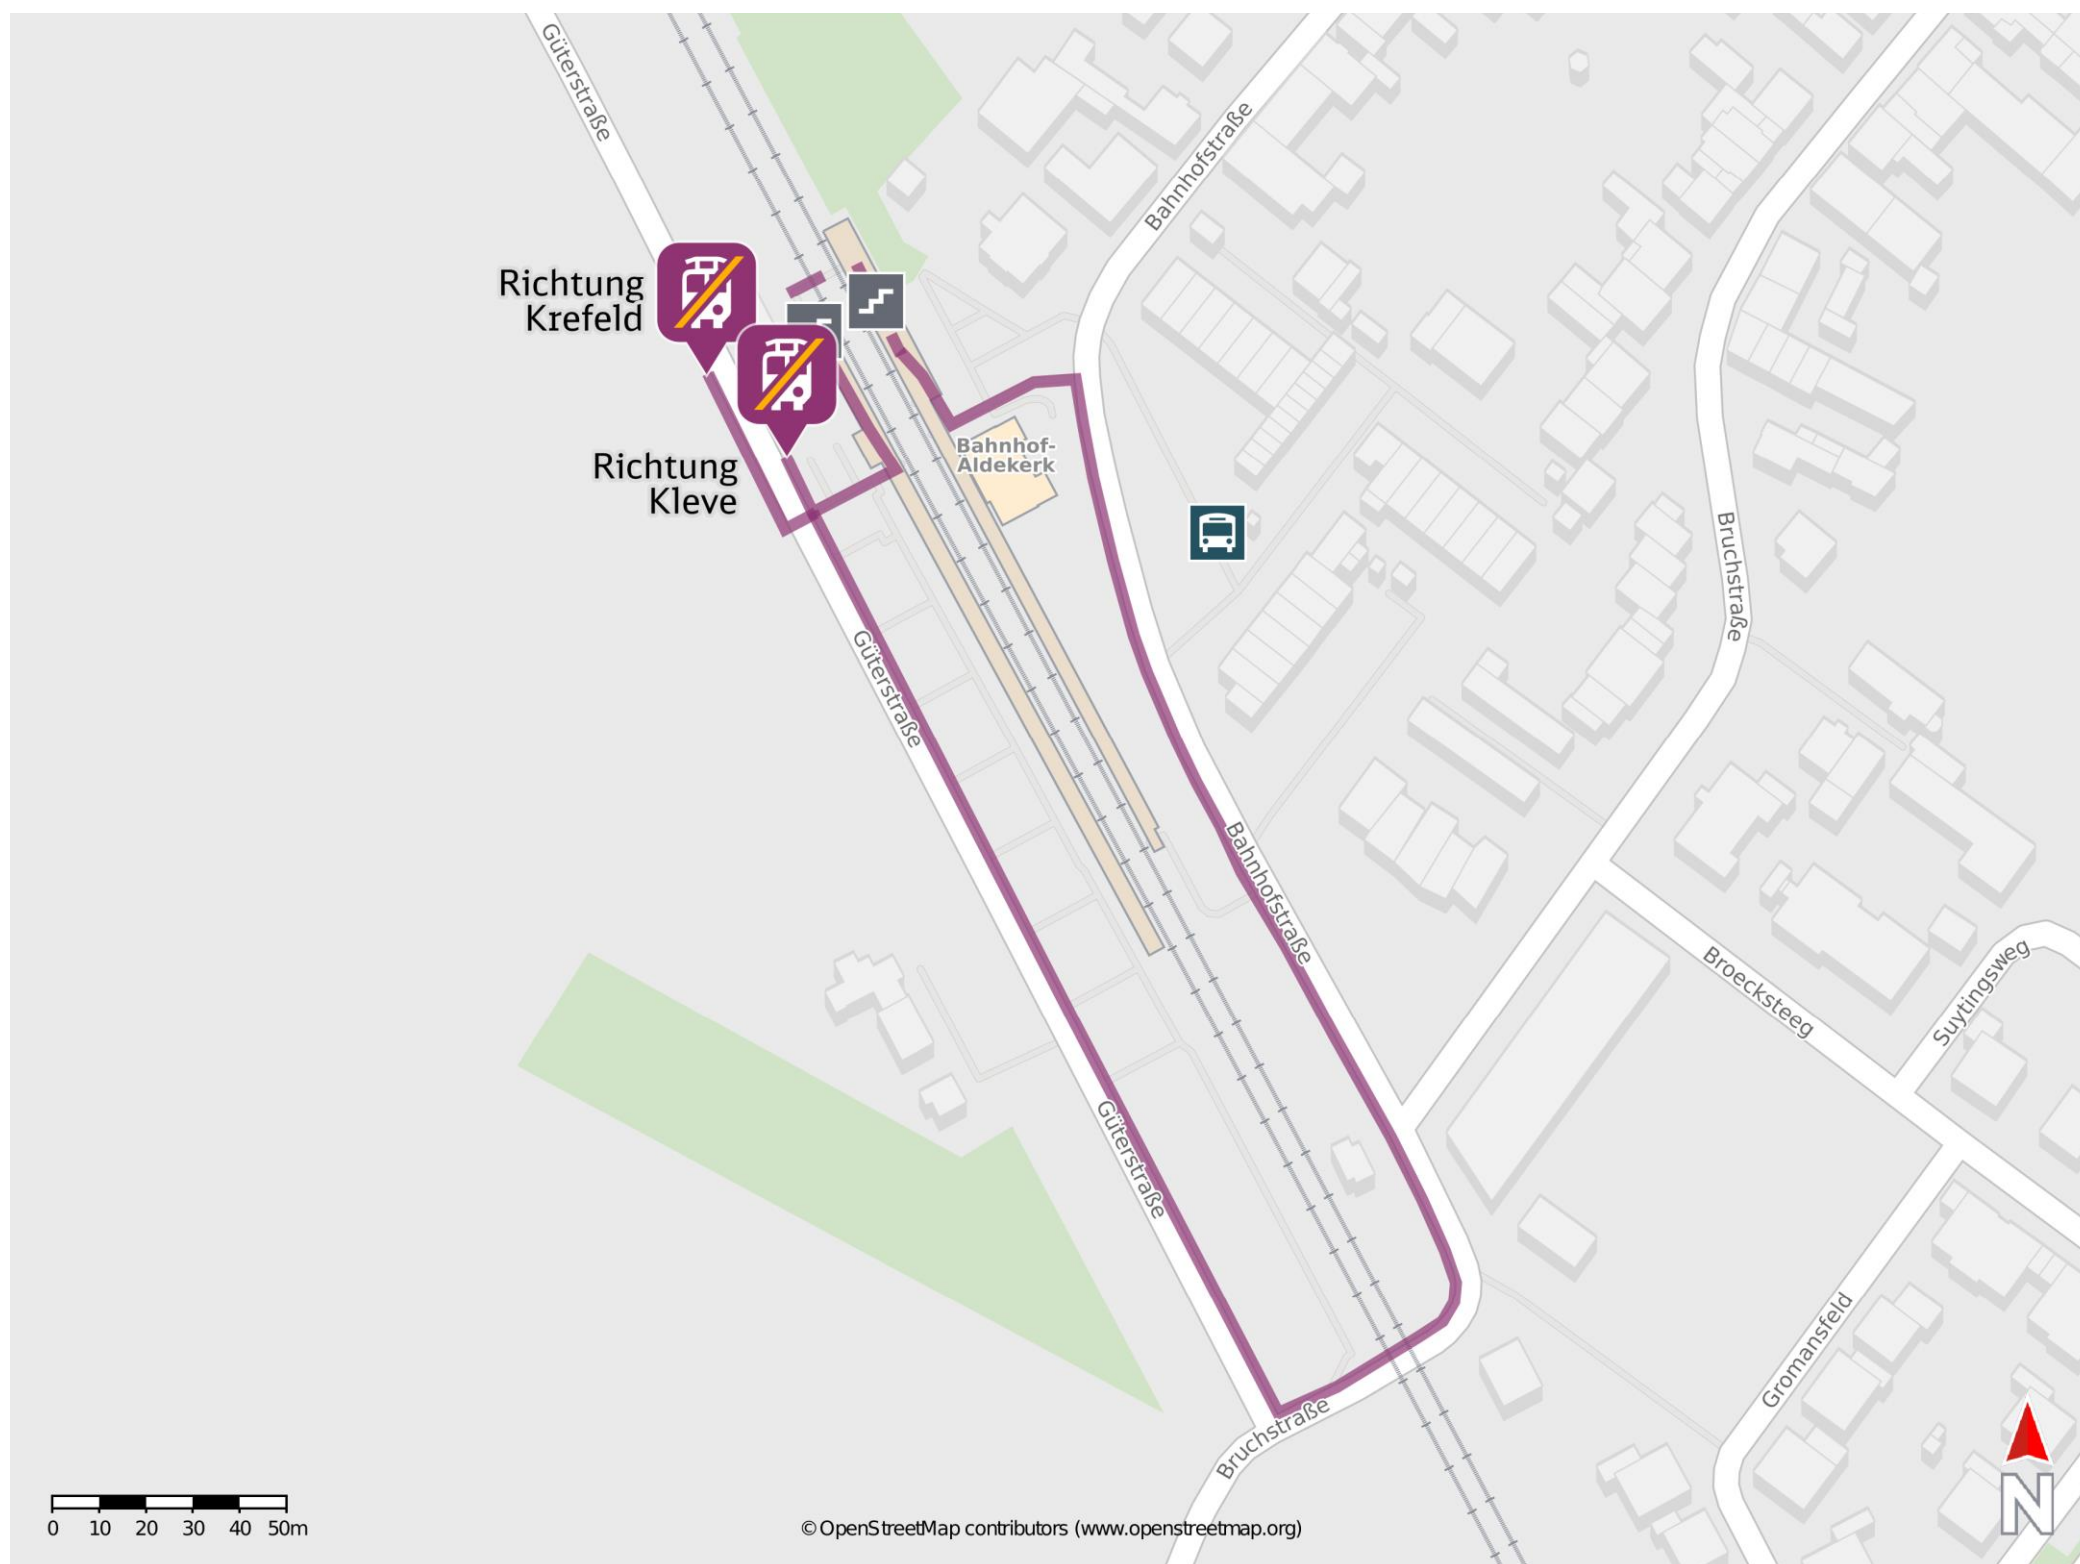 Güterstraße
Bahnhofstraße
Richtung
Krefeld
Bahnhof-
Aldekerk
Richtung
Kleve
Bruchstraße
Güterstraße
Bahnhofstraße
Broecksteeg
Suytingsweg
Güterstraße
Gromansfeld
Bruchstraße
N
0 10 20 30 40 50m
© OpenStreetMap contributors (www.openstreetmap.org)